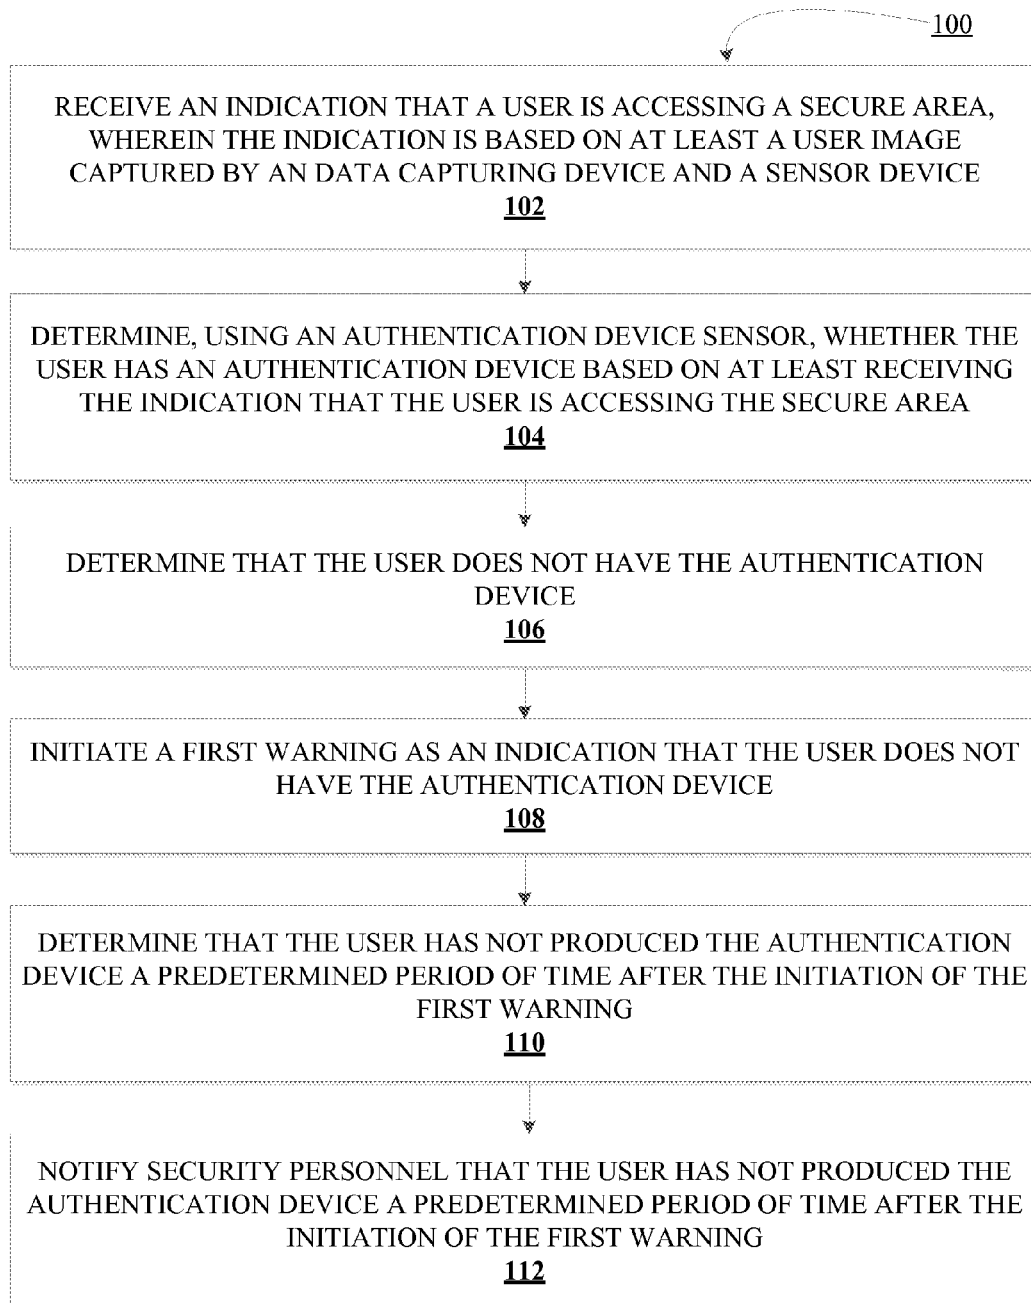 100
RECEIVE AN INDICATION THAT A USER IS ACCESSING A SECURE AREA,
WHEREIN THE INDICATION IS BASED ON AT LEAST A USER IMAGE
CAPTURED BY AN DATA CAPTURING DEVICE AND A SENSOR DEVICE
102
DETERMINE, USING AN AUTHENTICATION DEVICE SENSOR, WHETHER THE
USER HAS AN AUTHENTICATION DEVICE BASED ON AT LEAST RECEIVING
THE INDICATION THAT THE USER IS ACCESSING THE SECURE AREA
104
DETERMINE THAT THE USER DOES NOT HAVE THE AUTHENTICATION
DEVICE
106
INITIATE A FIRST WARNING AS AN INDICATION THAT THE USER DOES NOT
HAVE THE AUTHENTICATION DEVICE
108
DETERMINE THAT THE USER HAS NOT PRODUCED THE AUTHENTICATION
DEVICE A PREDETERMINED PERIOD OF TIME AFTER THE INITIATION OF THE
FIRST WARNING
110
NOTIFY SECURITY PERSONNEL THAT THE USER HAS NOT PRODUCED THE
AUTHENTICATION DEVICE A PREDETERMINED PERIOD OF TIME AFTER THE
INITIATION OF THE FIRST WARNING
112